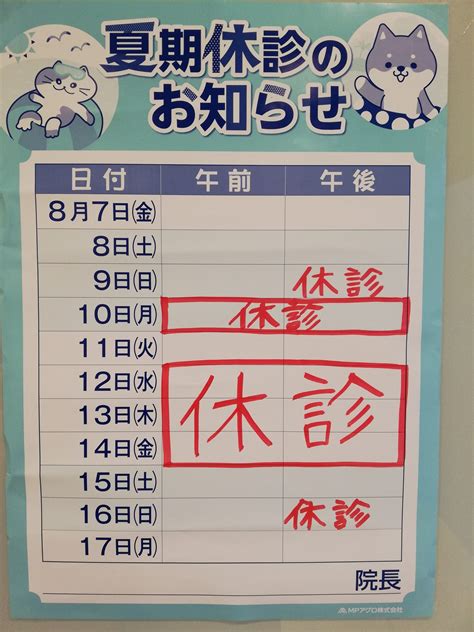 夏期休診の
お知らせ
日付 午前 午後
8月7日(金)
8日(土)
9日(日) 休診
10日(月) 休診
11日(火)
12日(水)
13日(木) 休診
14日(金)
15日(土)
16日(日) 休診
17日(月)
院長
MPアグロ株式会社